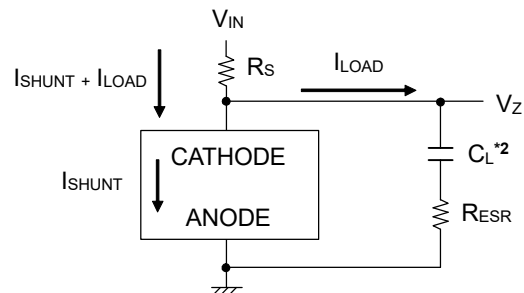 VIN
ISHUNT + ILOAD
RS
ILOAD
VZ
CATHODE
CL*2
ISHUNT
ANODE
RESR